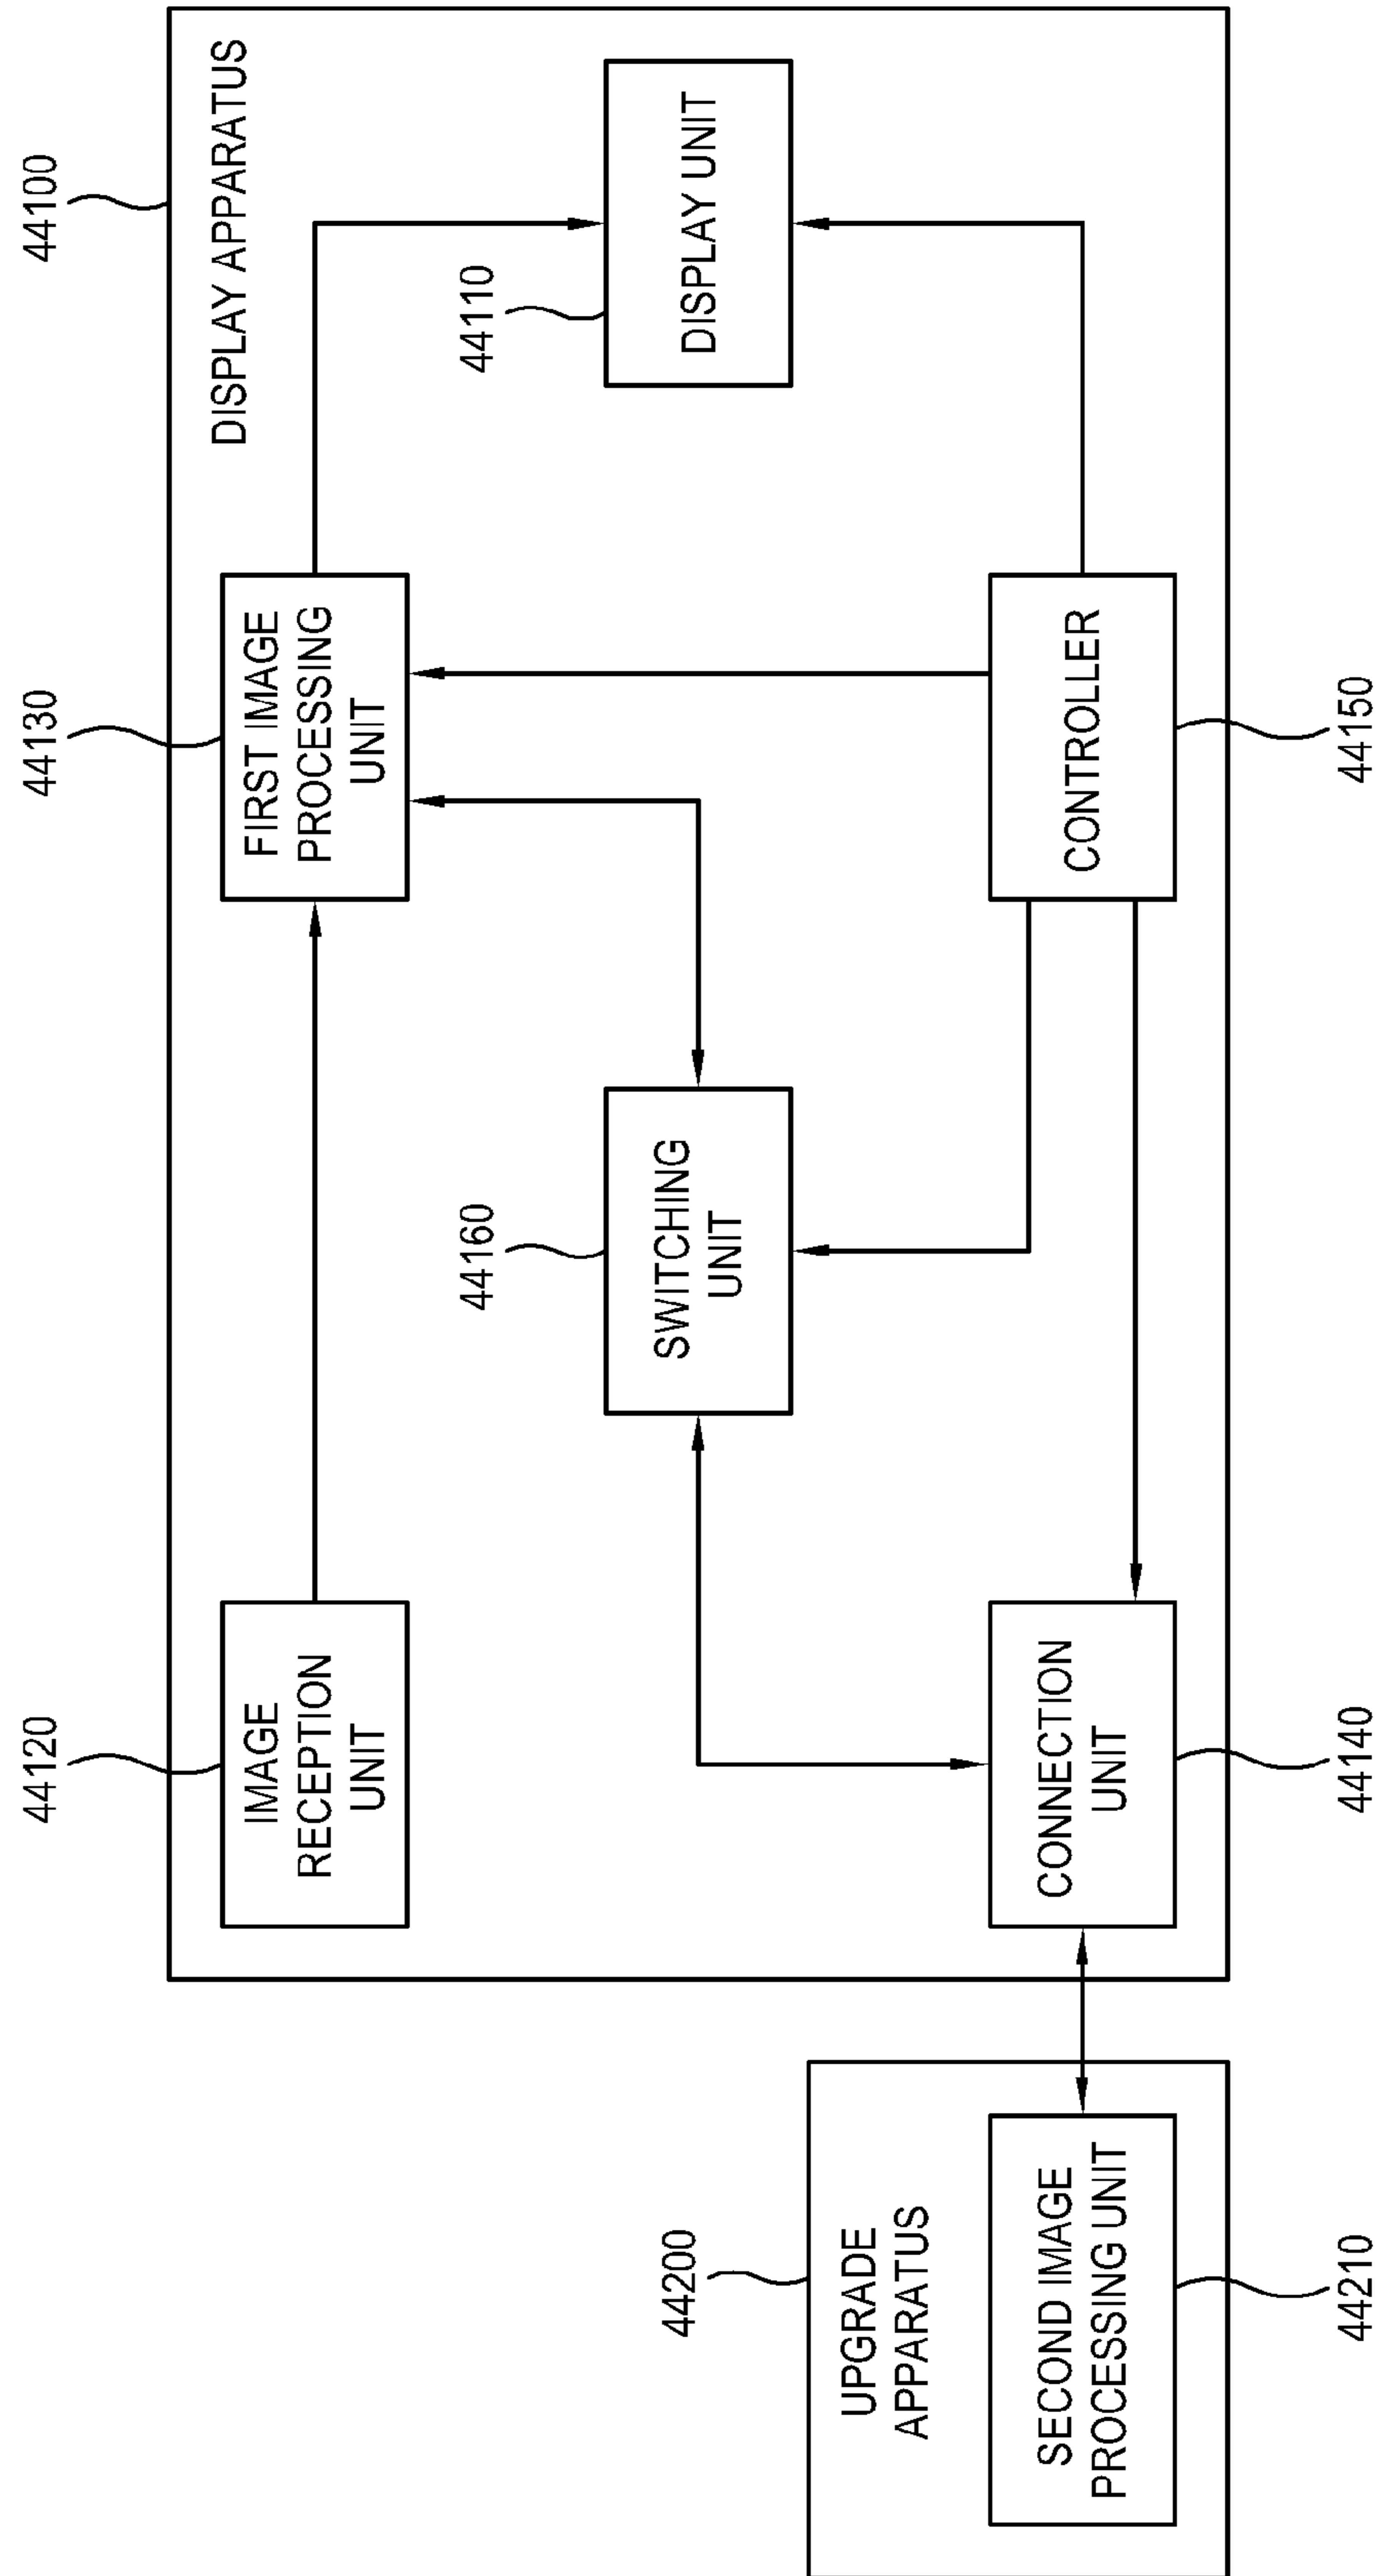 44100
DISPLAY APPARATUS
44120
IMAGE
RECEPTION
UNIT
44130
FIRST IMAGE
PROCESSING
UNIT
44160
SWITCHING
UNIT
44110
DISPLAY UNIT
44200
UPGRADE
APPARATUS
SECOND IMAGE
PROCESSING UNIT
44210
CONNECTION
UNIT
44140
CONTROLLER
44150